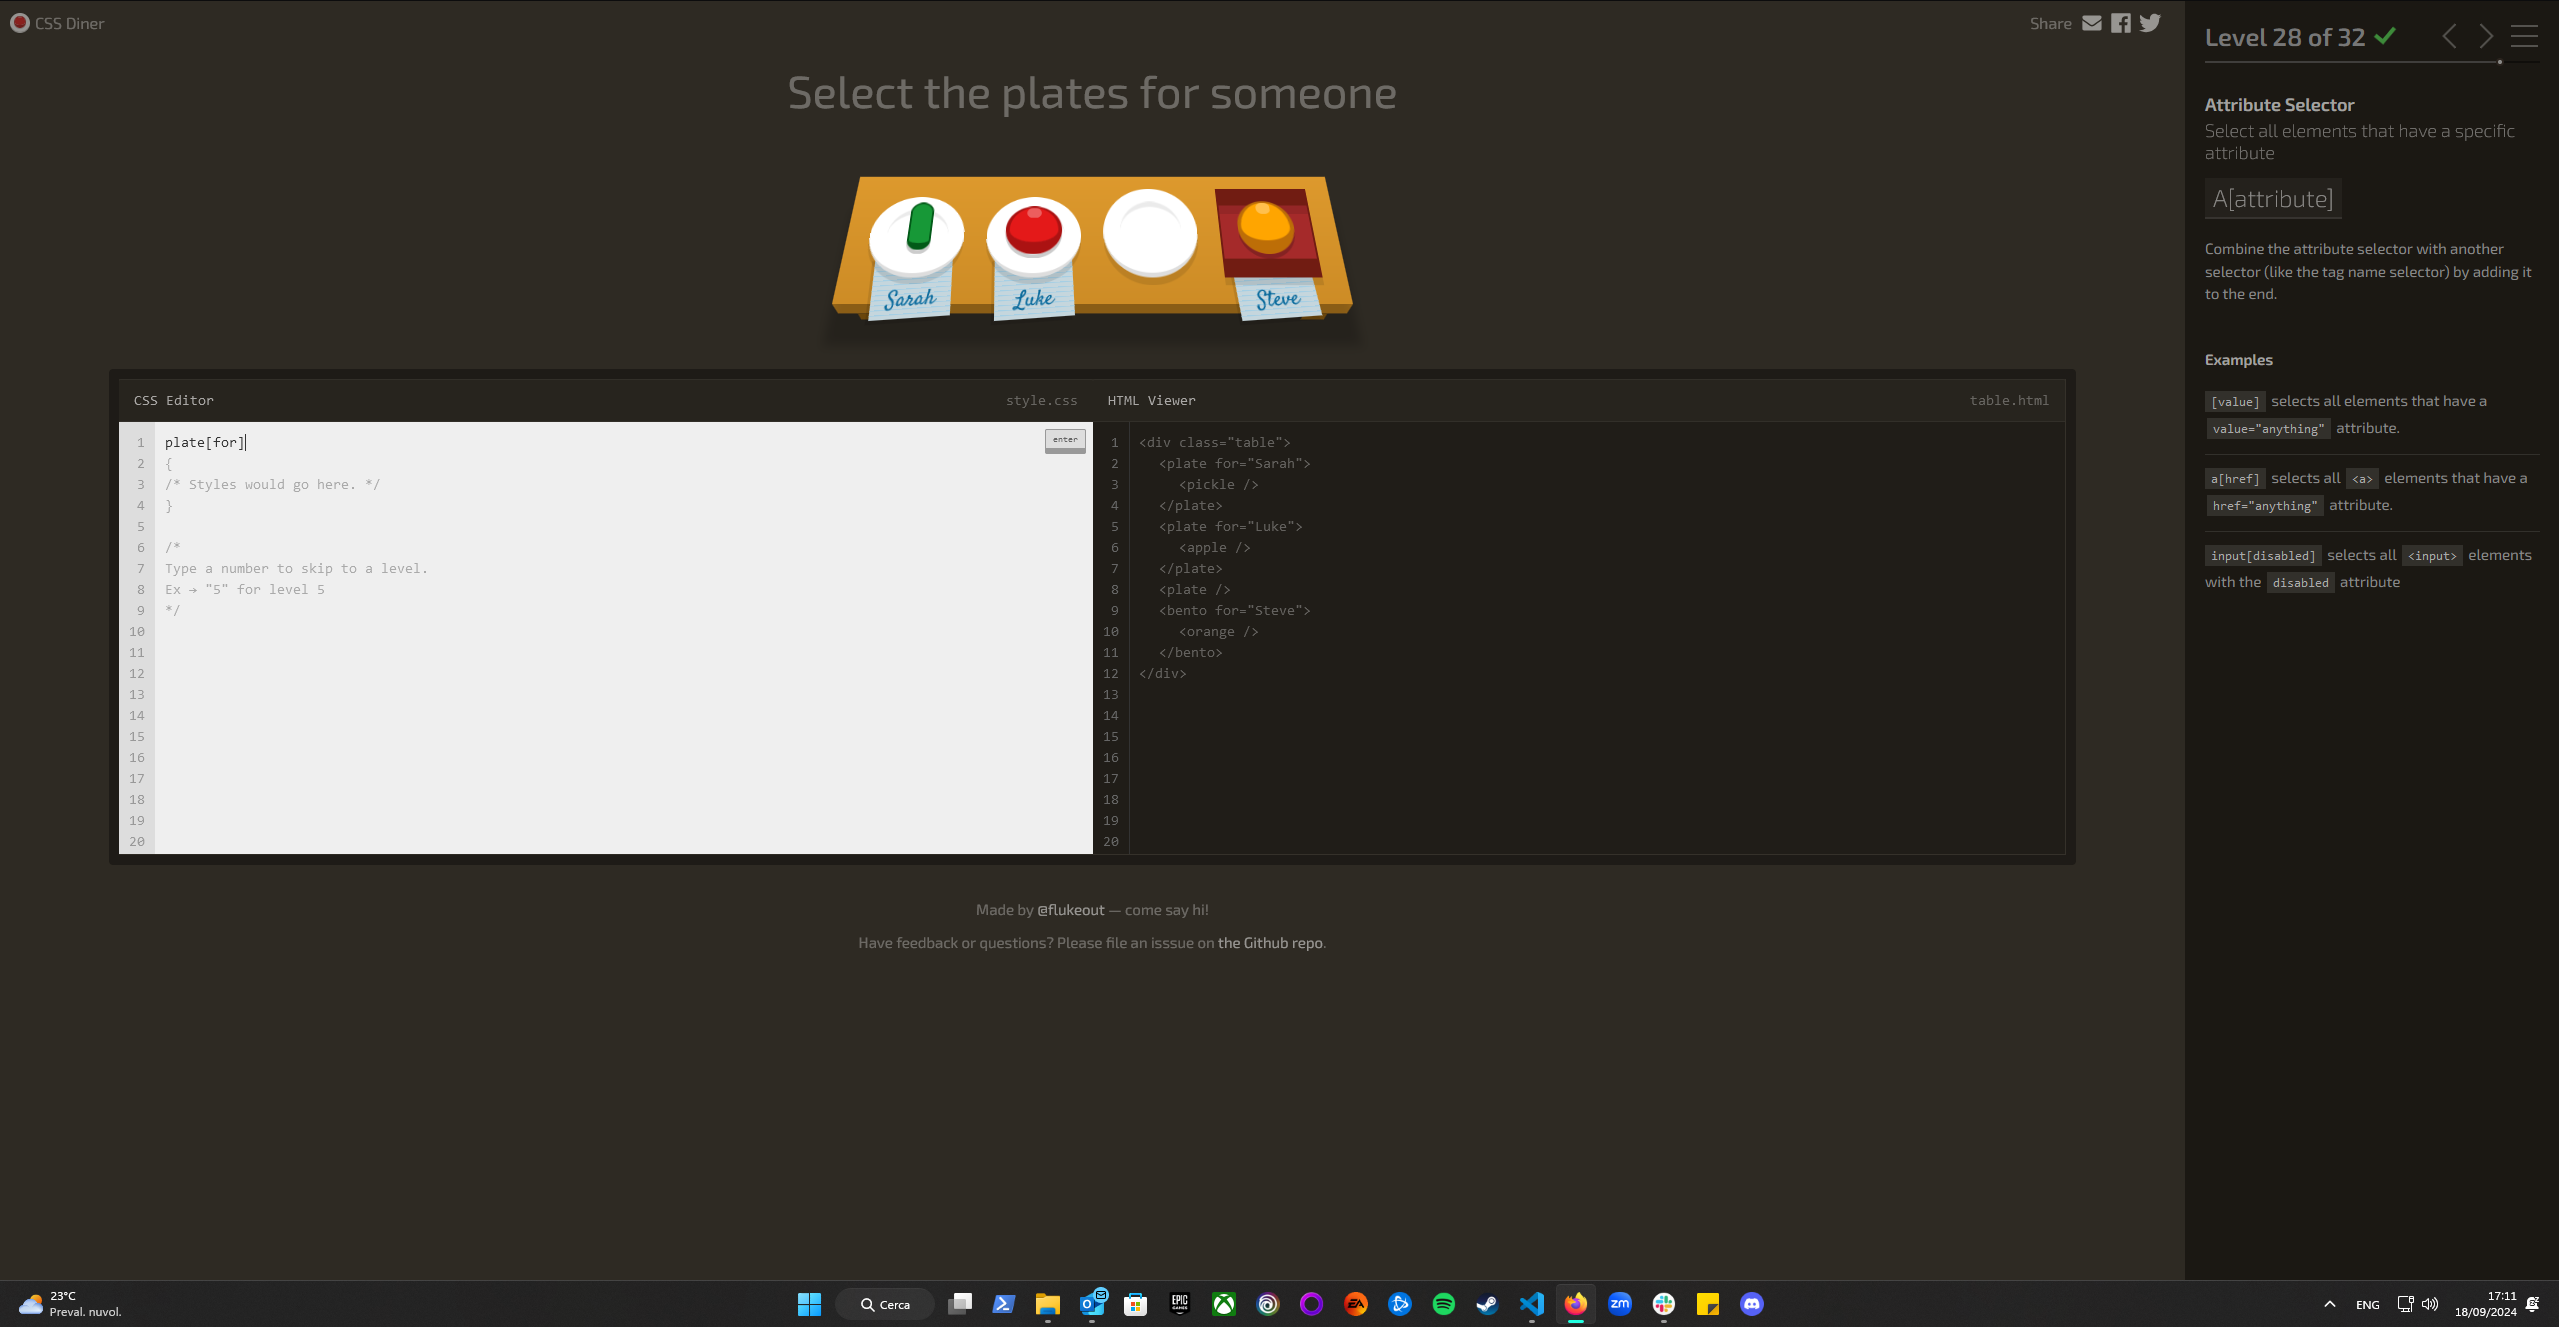 CSS Diner
Share
Select the plates for someone
Sarah
Luke
Steve
CSS Editor
style.css
1 plate[for]
enter
2 {
3 /* Styles would go here. */
4 }
5
6 /*
7 Type a number to skip to a level.
8 Ex → "5" for level 5
9 */
10
11
12
13
14
15
16
17
18
19
20
HTML Viewer
table.html
1 <div class="table">
2 <plate for="Sarah">
3 <pickle />
4 </plate>
5 <plate for="Luke">
6 <apple />
7 </plate>
8 <plate />
9 <bento for="Steve">
10 <orange />
11 </bento>
12 </div>
13
14
15
16
17
18
19
20
Made by @flukeout — come say hi!
Have feedback or questions? Please file an isssue on the Github repo.
Level 28 of 32
Attribute Selector
Select all elements that have a specific
attribute
A[attribute]
Combine the attribute selector with another
selector (like the tag name selector) by adding it
to the end.
Examples
[value] selects all elements that have a
value="anything" attribute.
a[href] selects all <a> elements that have a
href="anything" attribute.
input[disabled] selects all <input> elements
with the disabled attribute
23°C
Preval. nuvol.
Cerca
EPIC
GAMES
EA
zm
ENG
17:11
18/09/2024